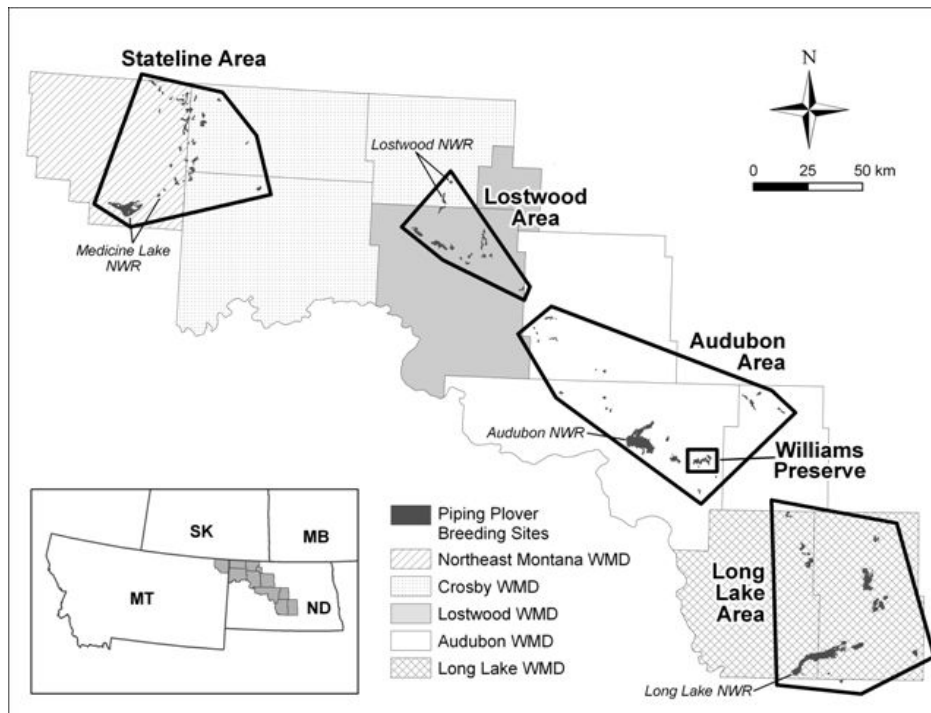 Stateline Area
N
0 25 50 km
Lostwood NWR
Lostwood
Area
Medicine Lake
NWR
Audubon
Area
Audubon NWR
Williams
Preserve
SK
MB
MT
ND
Piping Plover
Breeding Sites
Northeast Montana WMD
Crosby WMD
Lostwood WMD
Audubon WMD
Long Lake WMD
Long
Lake
Area
Long Lake NWR